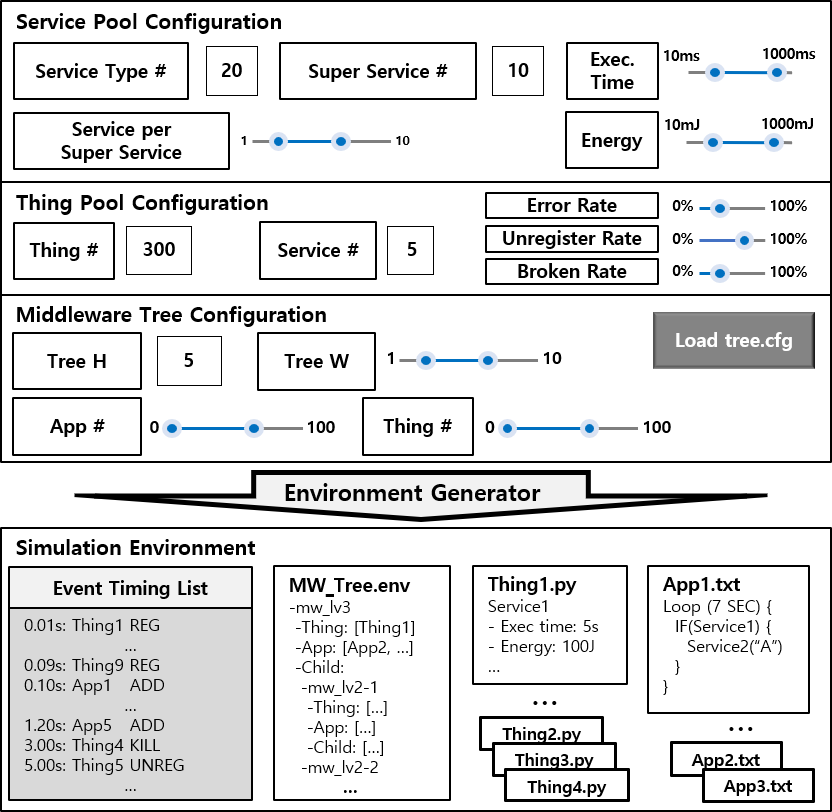 Service Pool Configuration
Service Type # 20 Super Service # 10 Exec. Time 10ms 1000ms
Service per Super Service 1 10 Energy 10mJ 1000mJ
Thing Pool Configuration
Thing # 300 Service # 5
Error Rate 0% 100%
Unregister Rate 0% 100%
Broken Rate 0% 100%
Middleware Tree Configuration
Load tree.cfg
Tree H 5 Tree W 1 10
App # 0 100 Thing # 0 100
Environment Generator
Simulation Environment
Event Timing List
0.01s: Thing1 REG
...
0.09s: Thing9 REG
0.10s: App1 ADD
...
1.20s: App5 ADD
3.00s: Thing4 KILL
5.00s: Thing5 UNREG
...
MW_Tree.env
-mw_lv3
-Thing: [Thing1]
-App: [App2, ...]
-Child:
-mw_lv2-1
-Thing: [...]
-App: [...]
-Child: [...]
-mw_lv2-2
...
Thing1.py
Service1
- Exec time: 5s
- Energy: 100J
...
...
Thing2.py
Thing3.py
Thing4.py
App1.txt
Loop (7 SEC) {
IF(Service1) {
Service2(“A”)
}
}
...
App2.txt
App3.txt